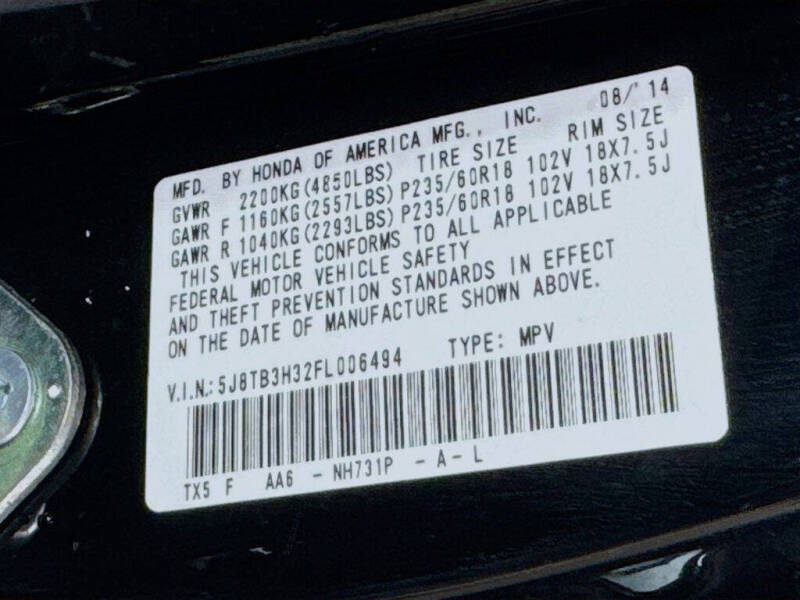 MFD. BY HONDA OF AMERICA MFG., INC. 08/'14
GVWR 2200KG(4850LBS) TIRE SIZE RIM SIZE
GAWR F 1160KG(2557LBS) P235/60R18 102V 18X7.5J
GAWR R 1040KG(2293LBS) P235/60R18 102V 18X7.5J
THIS VEHICLE CONFORMS TO ALL APPLICABLE
FEDERAL MOTOR VEHICLE SAFETY
AND THEFT PREVENTION STANDARDS IN EFFECT
ON THE DATE OF MANUFACTURE SHOWN ABOVE.
V.I.N.: 5J8TB3H32FL006494 TYPE: MPV
TX5 F AA6 - NH731P - A - L